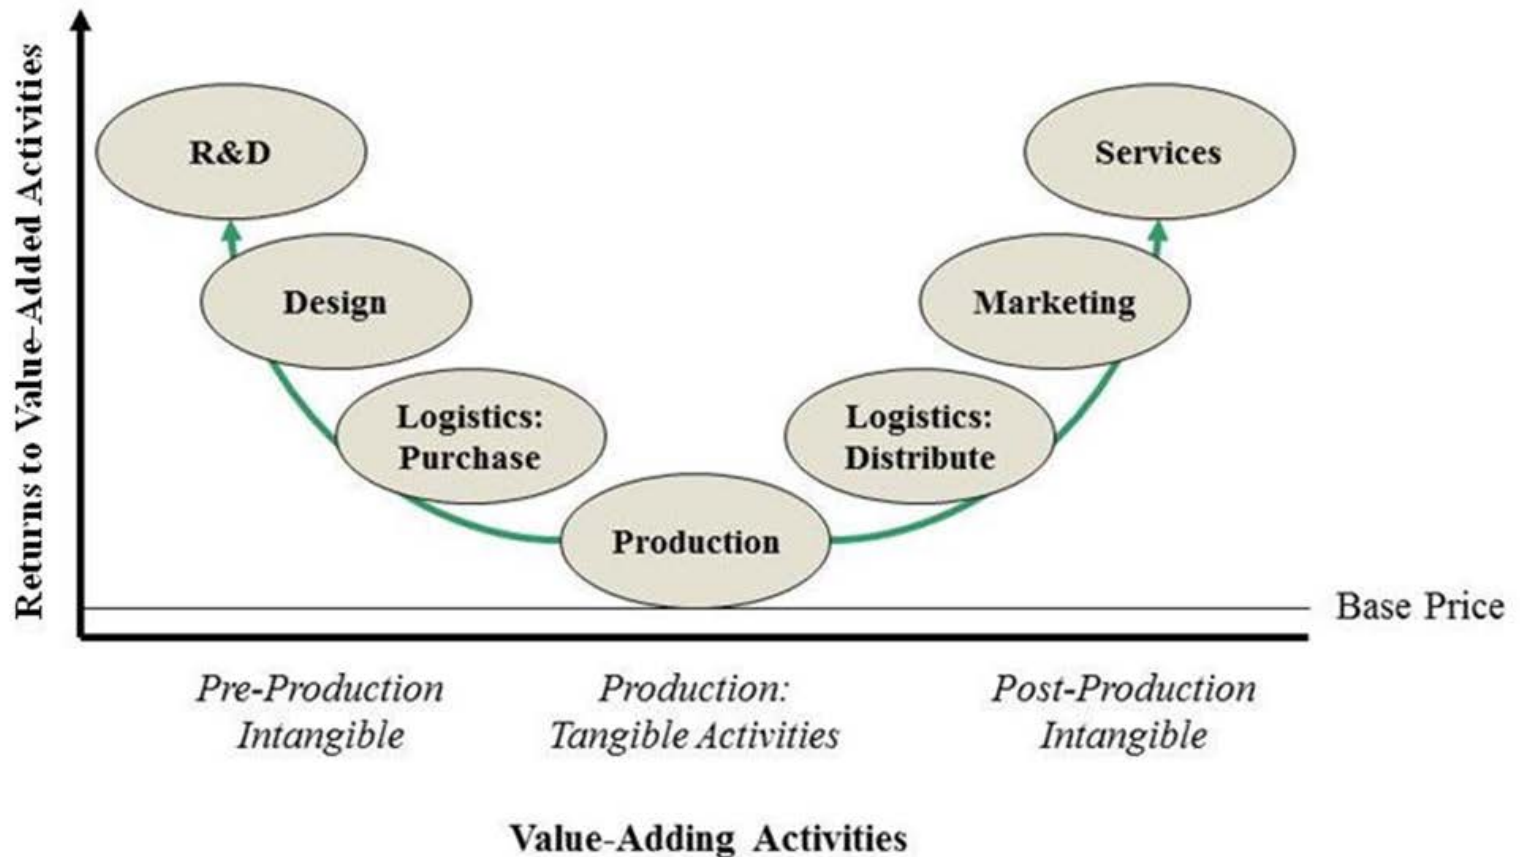 Returns to Value-Added Activities
R&D
Services
Design
Marketing
Logistics:
Purchase
Logistics:
Distribute
Production
Base Price
Pre-Production
Intangible
Production:
Tangible Activities
Post-Production
Intangible
Value-Adding Activities